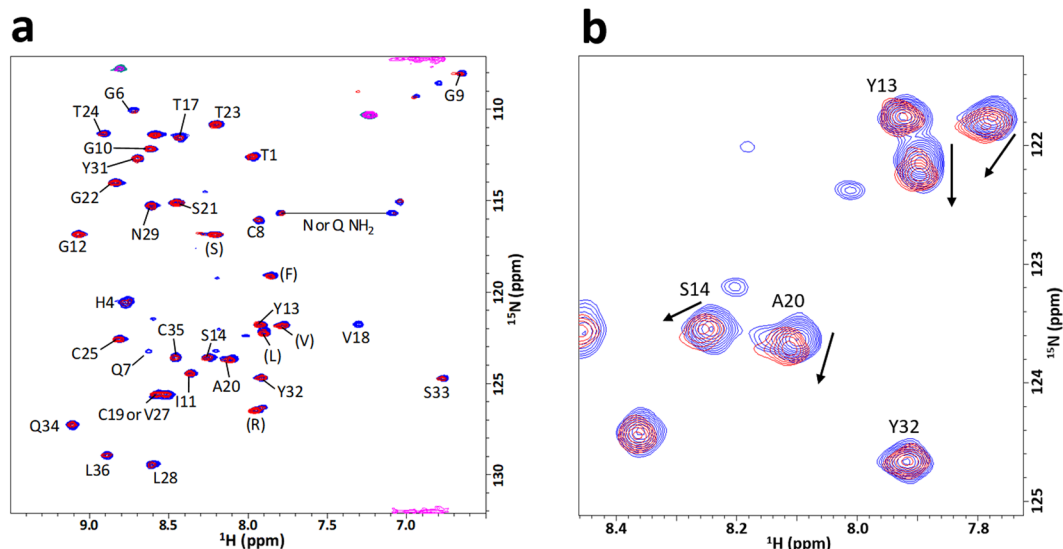 a
b
G6
G9
T24
T17
T23
G10
Y31
T1
G22
N29
S21
C8
N or Q NH₂
G12
(S)
(F)
H4
Y13
C35
S14
(V)
V18
(L)
C25
Q7
A20
Y32
S33
I11
C19 or V27
(R)
Q34
L36
L28
110
115
120
125
130
¹⁵N (ppm)
9.0 8.5 8.0 7.5 7.0
¹H (ppm)
Y13
S14
A20
Y32
122
123
124
125
¹⁵N (ppm)
8.4 8.2 8.0 7.8
¹H (ppm)